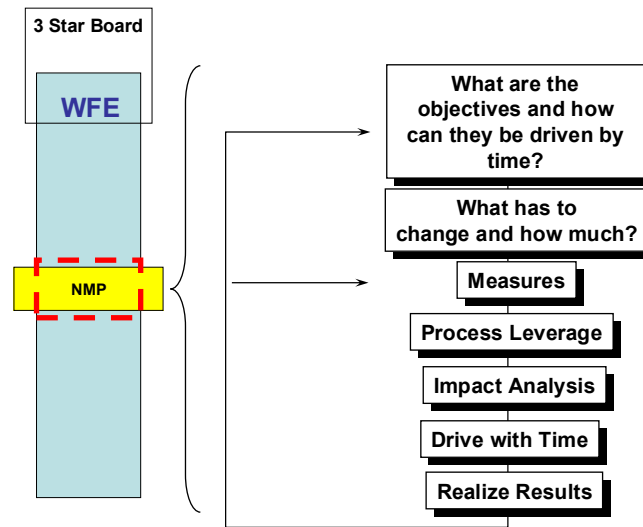 3 Star Board
WFE
NMP
What are the
objectives and how
can they be driven by
time?
What has to
change and how much?
Measures
Process Leverage
Impact Analysis
Drive with Time
Realize Results